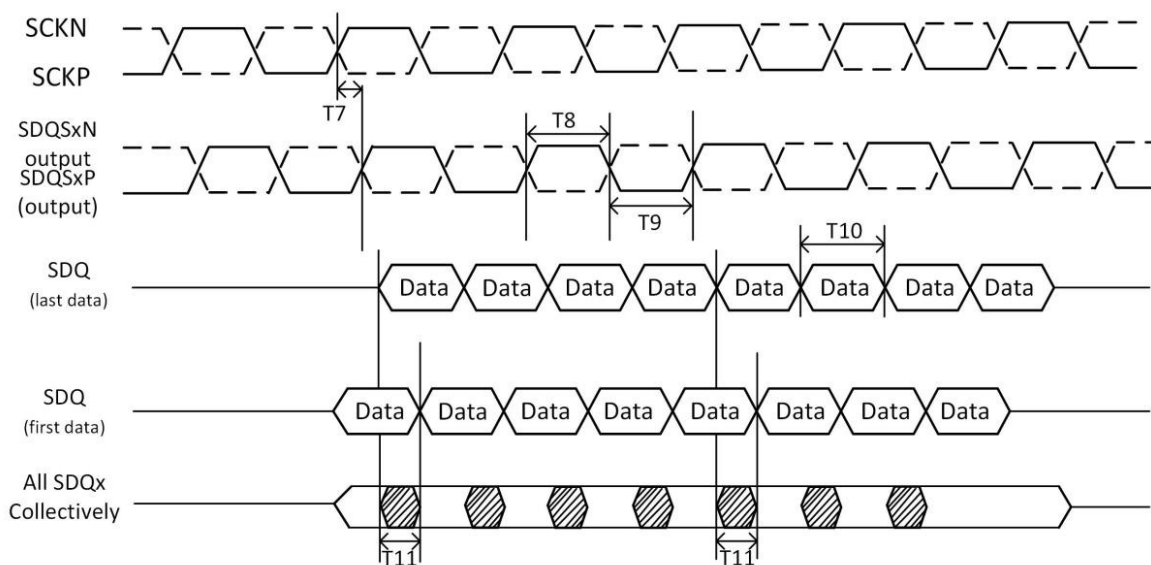 SCKN
SCKP
T7
SDQSxN
output
SDQSxP
(output)
T8
T9
T10
SDQ
(last data)
Data Data Data Data Data Data Data Data
SDQ
(first data)
Data Data Data Data Data Data Data Data
All SDQx
Collectively
T11 T11